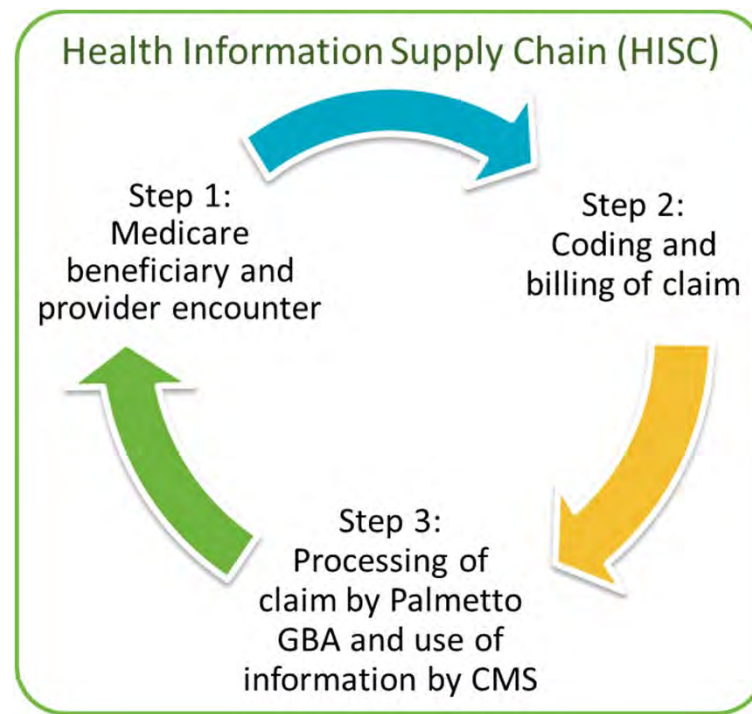 Health Information Supply Chain (HISC)
Step 1:
Medicare
beneficiary and
provider encounter
Step 2:
Coding and
billing of claim
Step 3:
Processing of
claim by Palmetto
GBA and use of
information by CMS